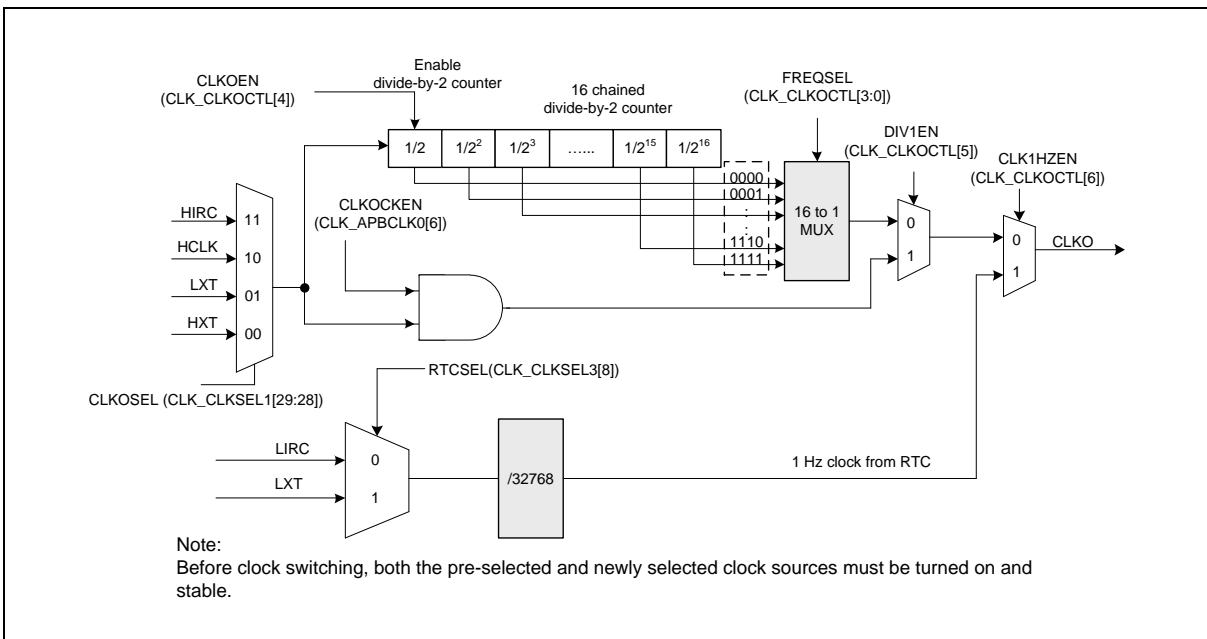 Enable
divide-by-2 counter
CLKOEN
(CLK_CLKOCTL[4])
16 chained
divide-by-2 counter
FREQSEL
(CLK_CLKOCTL[3:0])
DIV1EN
(CLK_CLKOCTL[5])
CLK1HZEN
(CLK_CLKOCTL[6])
1/2 1/2² 1/2³ …... 1/2¹⁵ 1/2¹⁶
0000
0001
:
:
1110
1111
16 to 1
MUX
0
1
0
1
CLKO
CLKOCKEN
(CLK_APBCLK0[6])
HIRC 11
HCLK 10
LXT 01
HXT 00
CLKOSEL (CLK_CLKSEL1[29:28])
RTCSEL(CLK_CLKSEL3[8])
LIRC 0
LXT 1
/32768
1 Hz clock from RTC
Note:
Before clock switching, both the pre-selected and newly selected clock sources must be turned on and
stable.